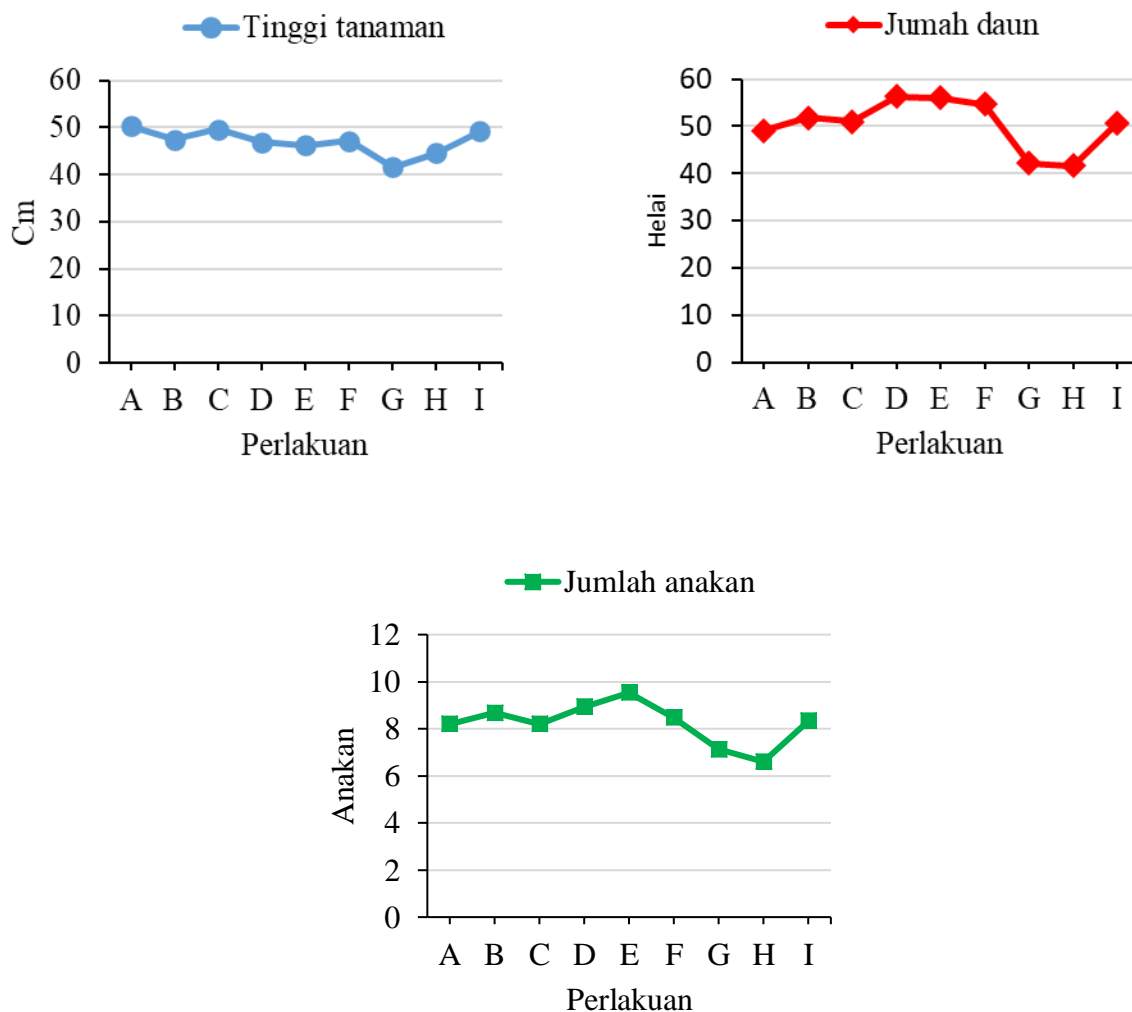 Tinggi tanaman
60
50
40
30
20
10
0
Cm
A B C D E F G H I
Perlakuan
Jumah daun
60
50
40
30
20
10
0
Helai
A B C D E F G H I
Perlakuan
Jumlah anakan
12
10
8
6
4
2
0
Anakan
A B C D E F G H I
Perlakuan